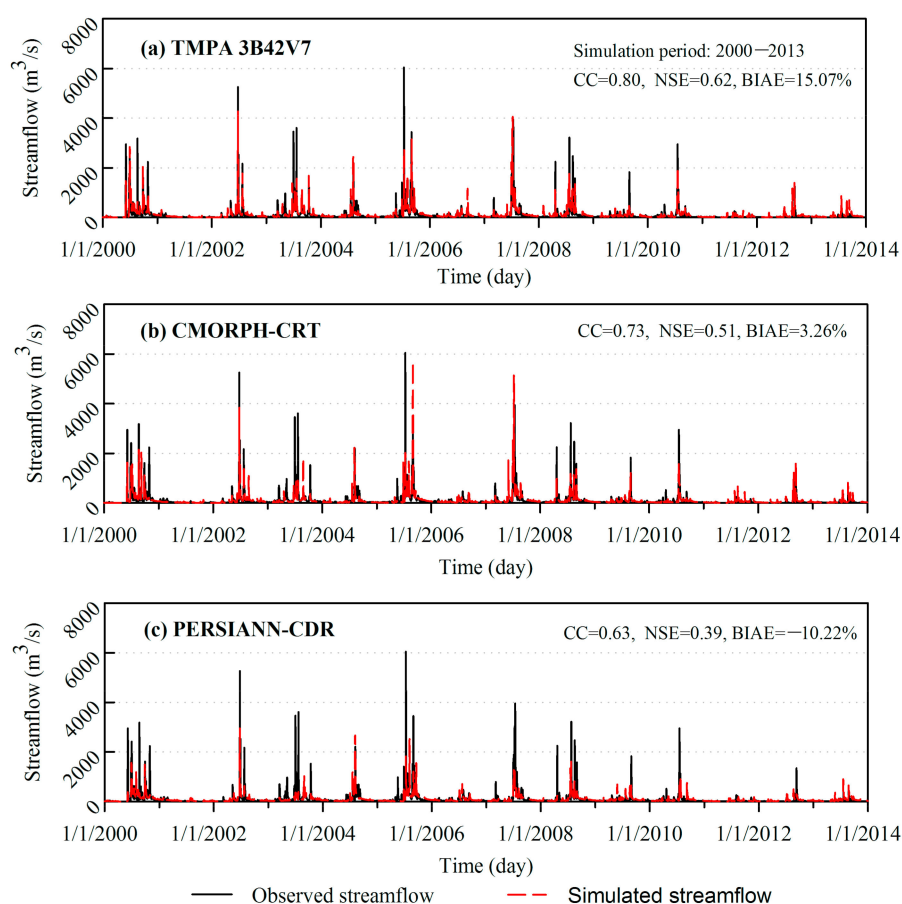 (a) TMPA 3B42V7
Simulation period: 2000−2013
CC=0.80, NSE=0.62, BIAE=15.07%
Streamflow (m³/s)
8000
6000
4000
2000
0
1/1/2000 1/1/2002 1/1/2004 1/1/2006 1/1/2008 1/1/2010 1/1/2012 1/1/2014
Time (day)
(b) CMORPH-CRT
CC=0.73, NSE=0.51, BIAE=3.26%
Streamflow (m³/s)
8000
6000
4000
2000
0
1/1/2000 1/1/2002 1/1/2004 1/1/2006 1/1/2008 1/1/2010 1/1/2012 1/1/2014
Time (day)
(c) PERSIANN-CDR
CC=0.63, NSE=0.39, BIAE=−10.22%
Streamflow (m³/s)
8000
6000
4000
2000
0
1/1/2000 1/1/2002 1/1/2004 1/1/2006 1/1/2008 1/1/2010 1/1/2012 1/1/2014
Time (day)
Observed streamflow
Simulated streamflow